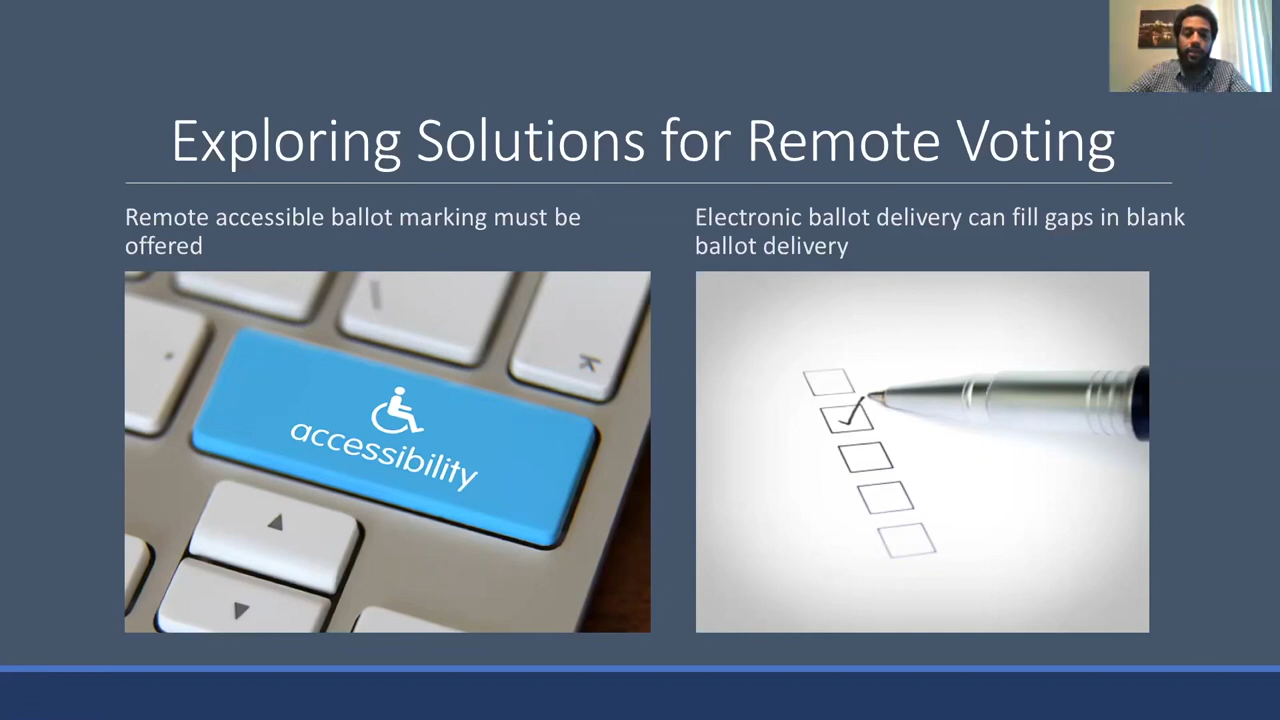 Exploring Solutions for Remote Voting
Remote accessible ballot marking must be
offered
Electronic ballot delivery can fill gaps in blank
ballot delivery
accessibility